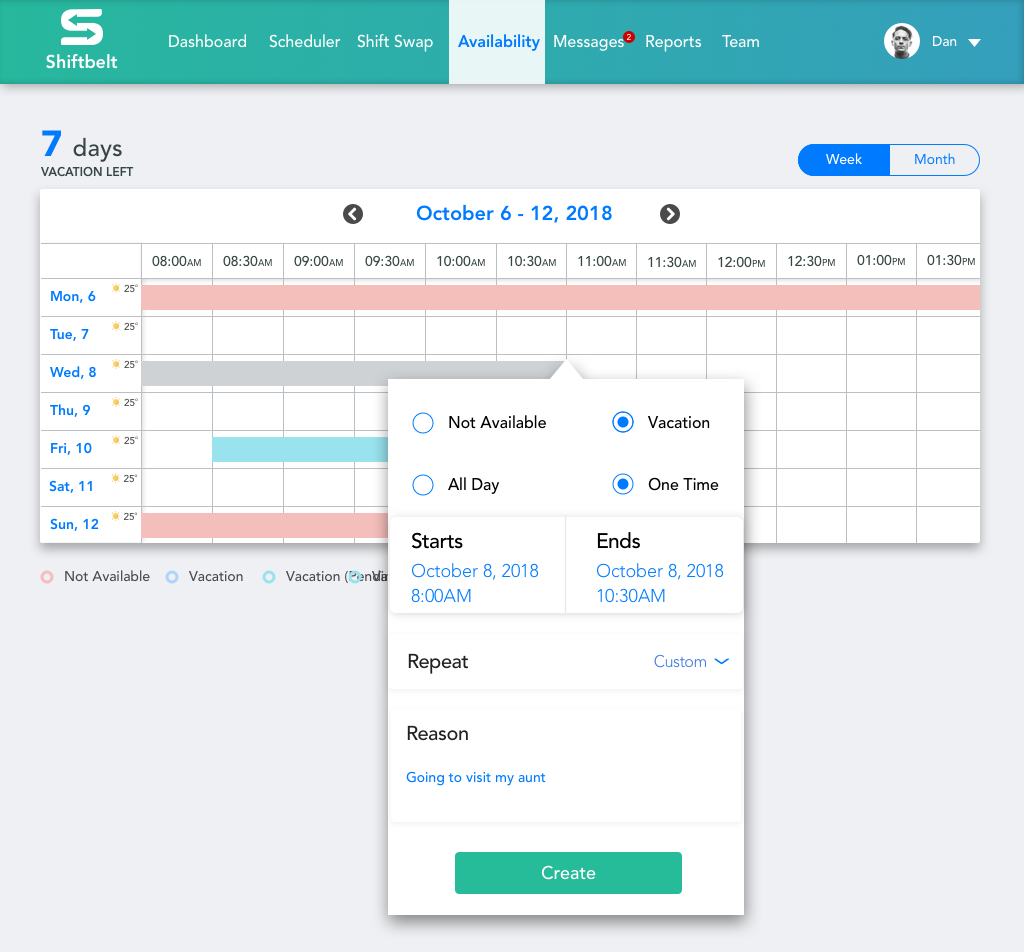 Shiftbelt
Dashboard Scheduler Shift Swap Availability Messages 2 Reports Team Dan
7 days
VACATION LEFT
Week Month
October 6 - 12, 2018
08:00AM 08:30AM 09:00AM 09:30AM 10:00AM 10:30AM 11:00AM 11:30AM 12:00PM 12:30PM 01:00PM 01:30PM
Mon, 6 25°
Tue, 7 25°
Wed, 8 25°
Thu, 9 25°
Fri, 10 25°
Sat, 11 25°
Sun, 12 25°
Not Available Vacation
All Day One Time
Starts Ends
October 8, 2018 October 8, 2018
8:00AM 10:30AM
Not Available Vacation Vacation
Repeat Custom
Reason
Going to visit my aunt
Create